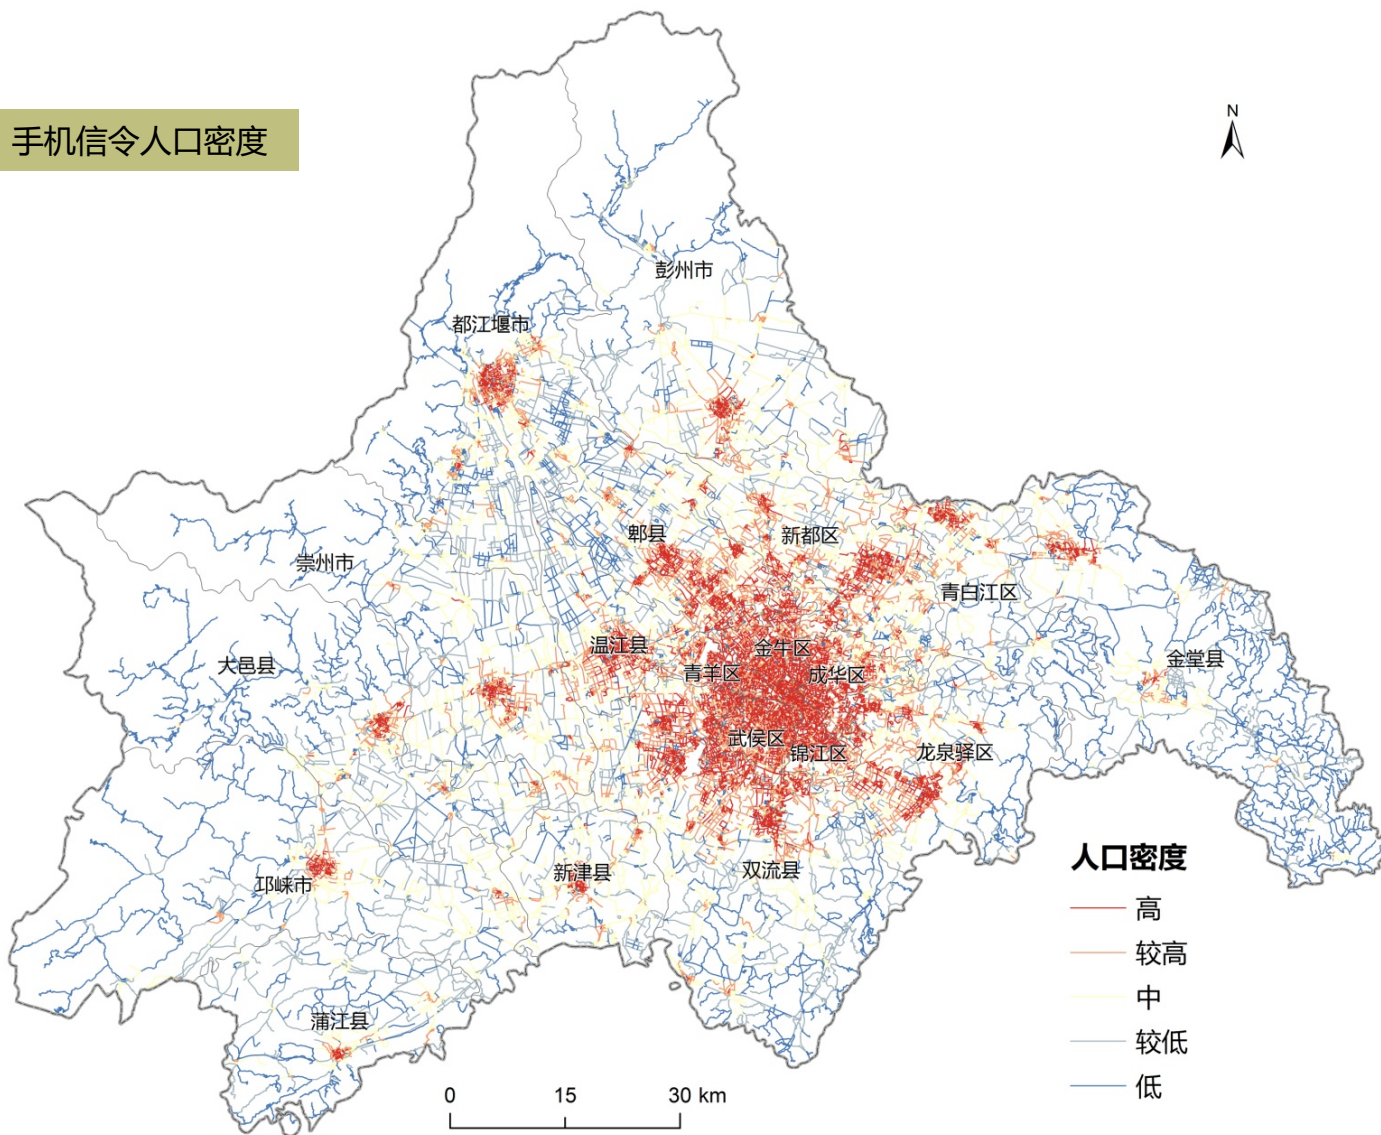 N
手机信令人口密度
彭州市
都江堰市
郫县
新都区
崇州市
青白江区
温江县
金牛区
金堂县
大邑县
青羊区
成华区
武侯区
锦江区
龙泉驿区
新津县
双流县
邛崃市
蒲江县
人口密度
高
较高
中
较低
低
0 15 30 km